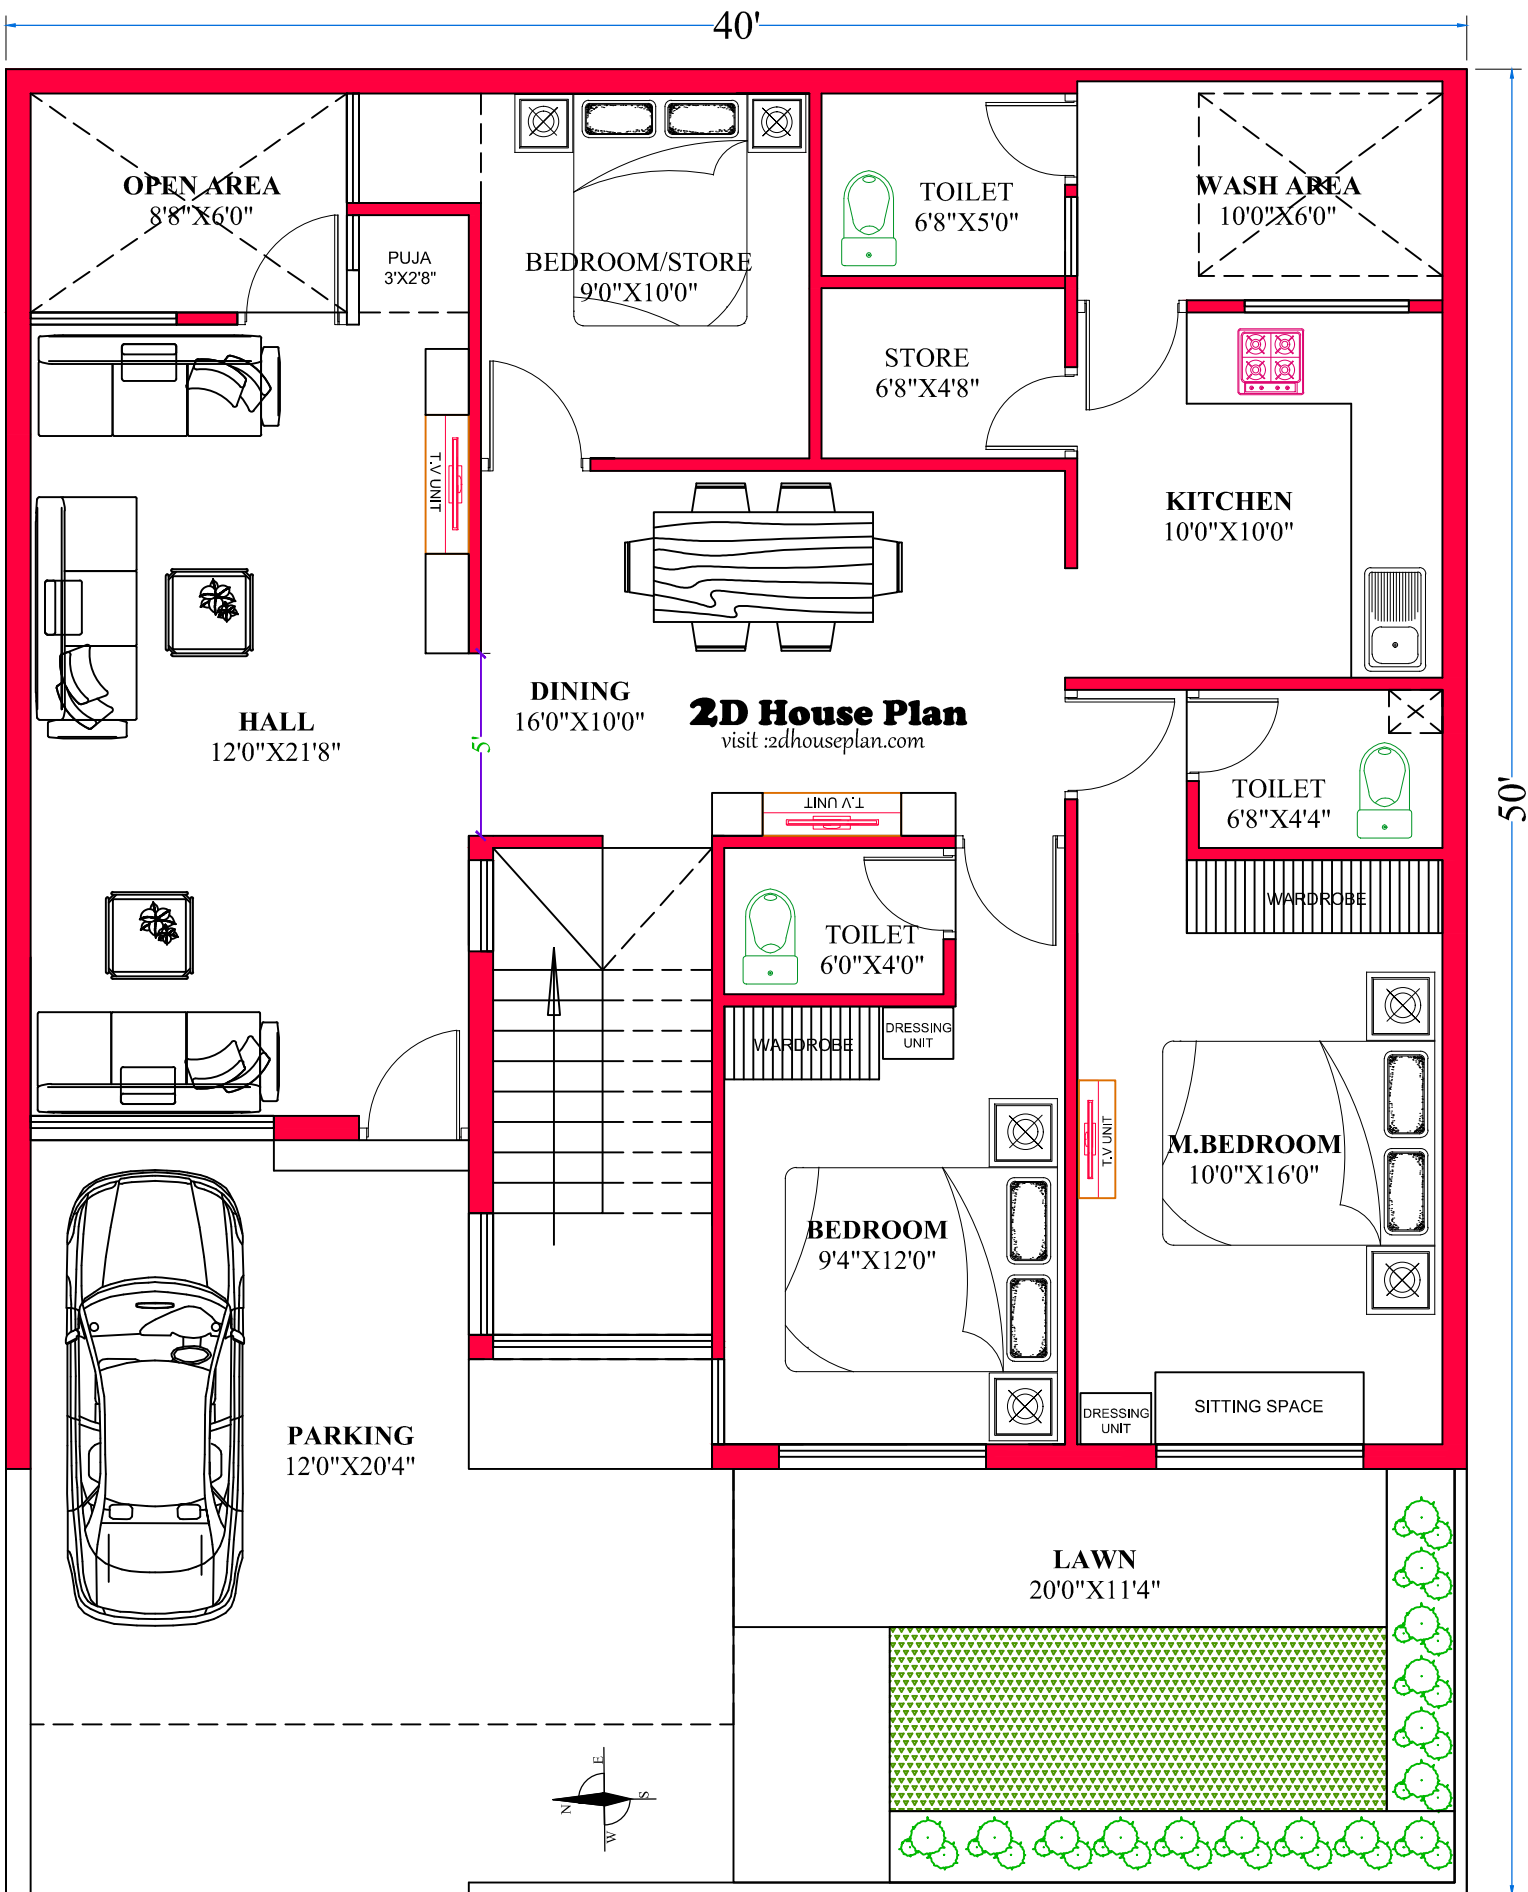 40'
OPEN AREA
8'8"X6'0"
PUJA
3'X2'8"
BEDROOM/STORE
9'0"X10'0"
TOILET
6'8"X5'0"
WASH AREA
10'0"X6'0"
STORE
6'8"X4'8"
T.V UNIT
KITCHEN
10'0"X10'0"
HALL
12'0"X21'8"
5'
DINING
16'0"X10'0"
2D House Plan
visit :2dhouseplan.com
T.V UNIT
TOILET
6'8"X4'4"
50'
WARDROBE
TOILET
6'0"X4'0"
WARDROBE
DRESSING
UNIT
T.V UNIT
M.BEDROOM
10'0"X16'0"
BEDROOM
9'4"X12'0"
DRESSING
UNIT
SITTING SPACE
PARKING
12'0"X20'4"
LAWN
20'0"X11'4"
E
N
S
W